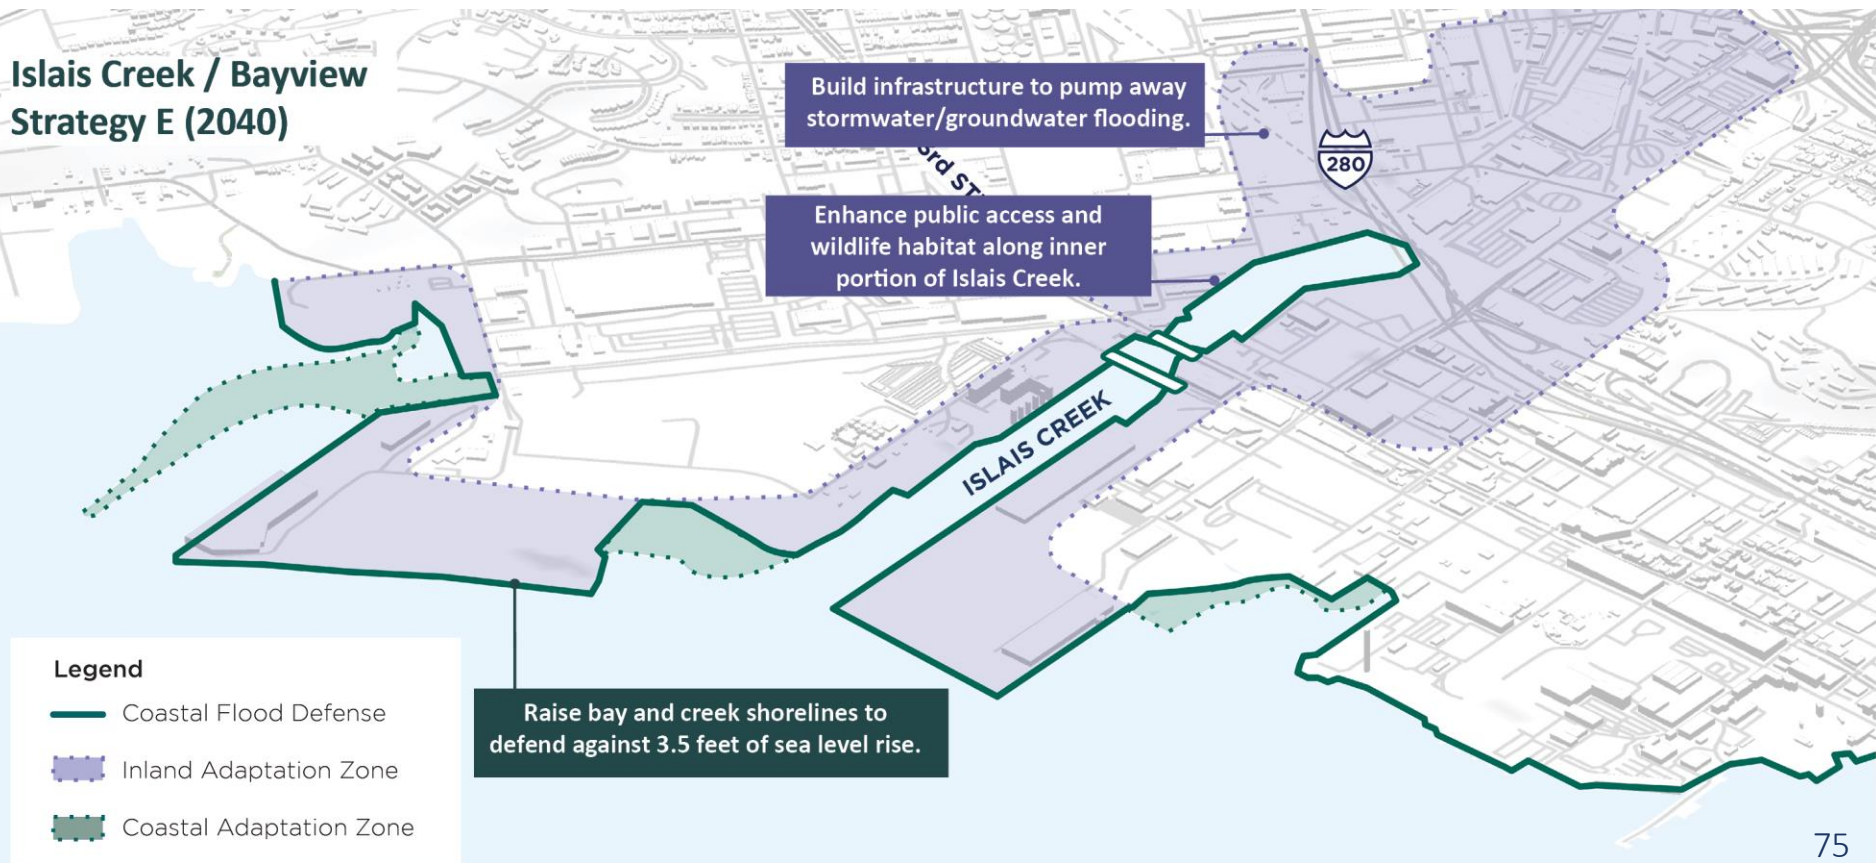 Islais Creek / Bayview
Strategy E (2040)
Build infrastructure to pump away
stormwater/groundwater flooding.
280
Enhance public access and
wildlife habitat along inner
portion of Islais Creek.
ISLAIS CREEK
Raise bay and creek shorelines to
defend against 3.5 feet of sea level rise.
Legend
Coastal Flood Defense
Inland Adaptation Zone
Coastal Adaptation Zone
75